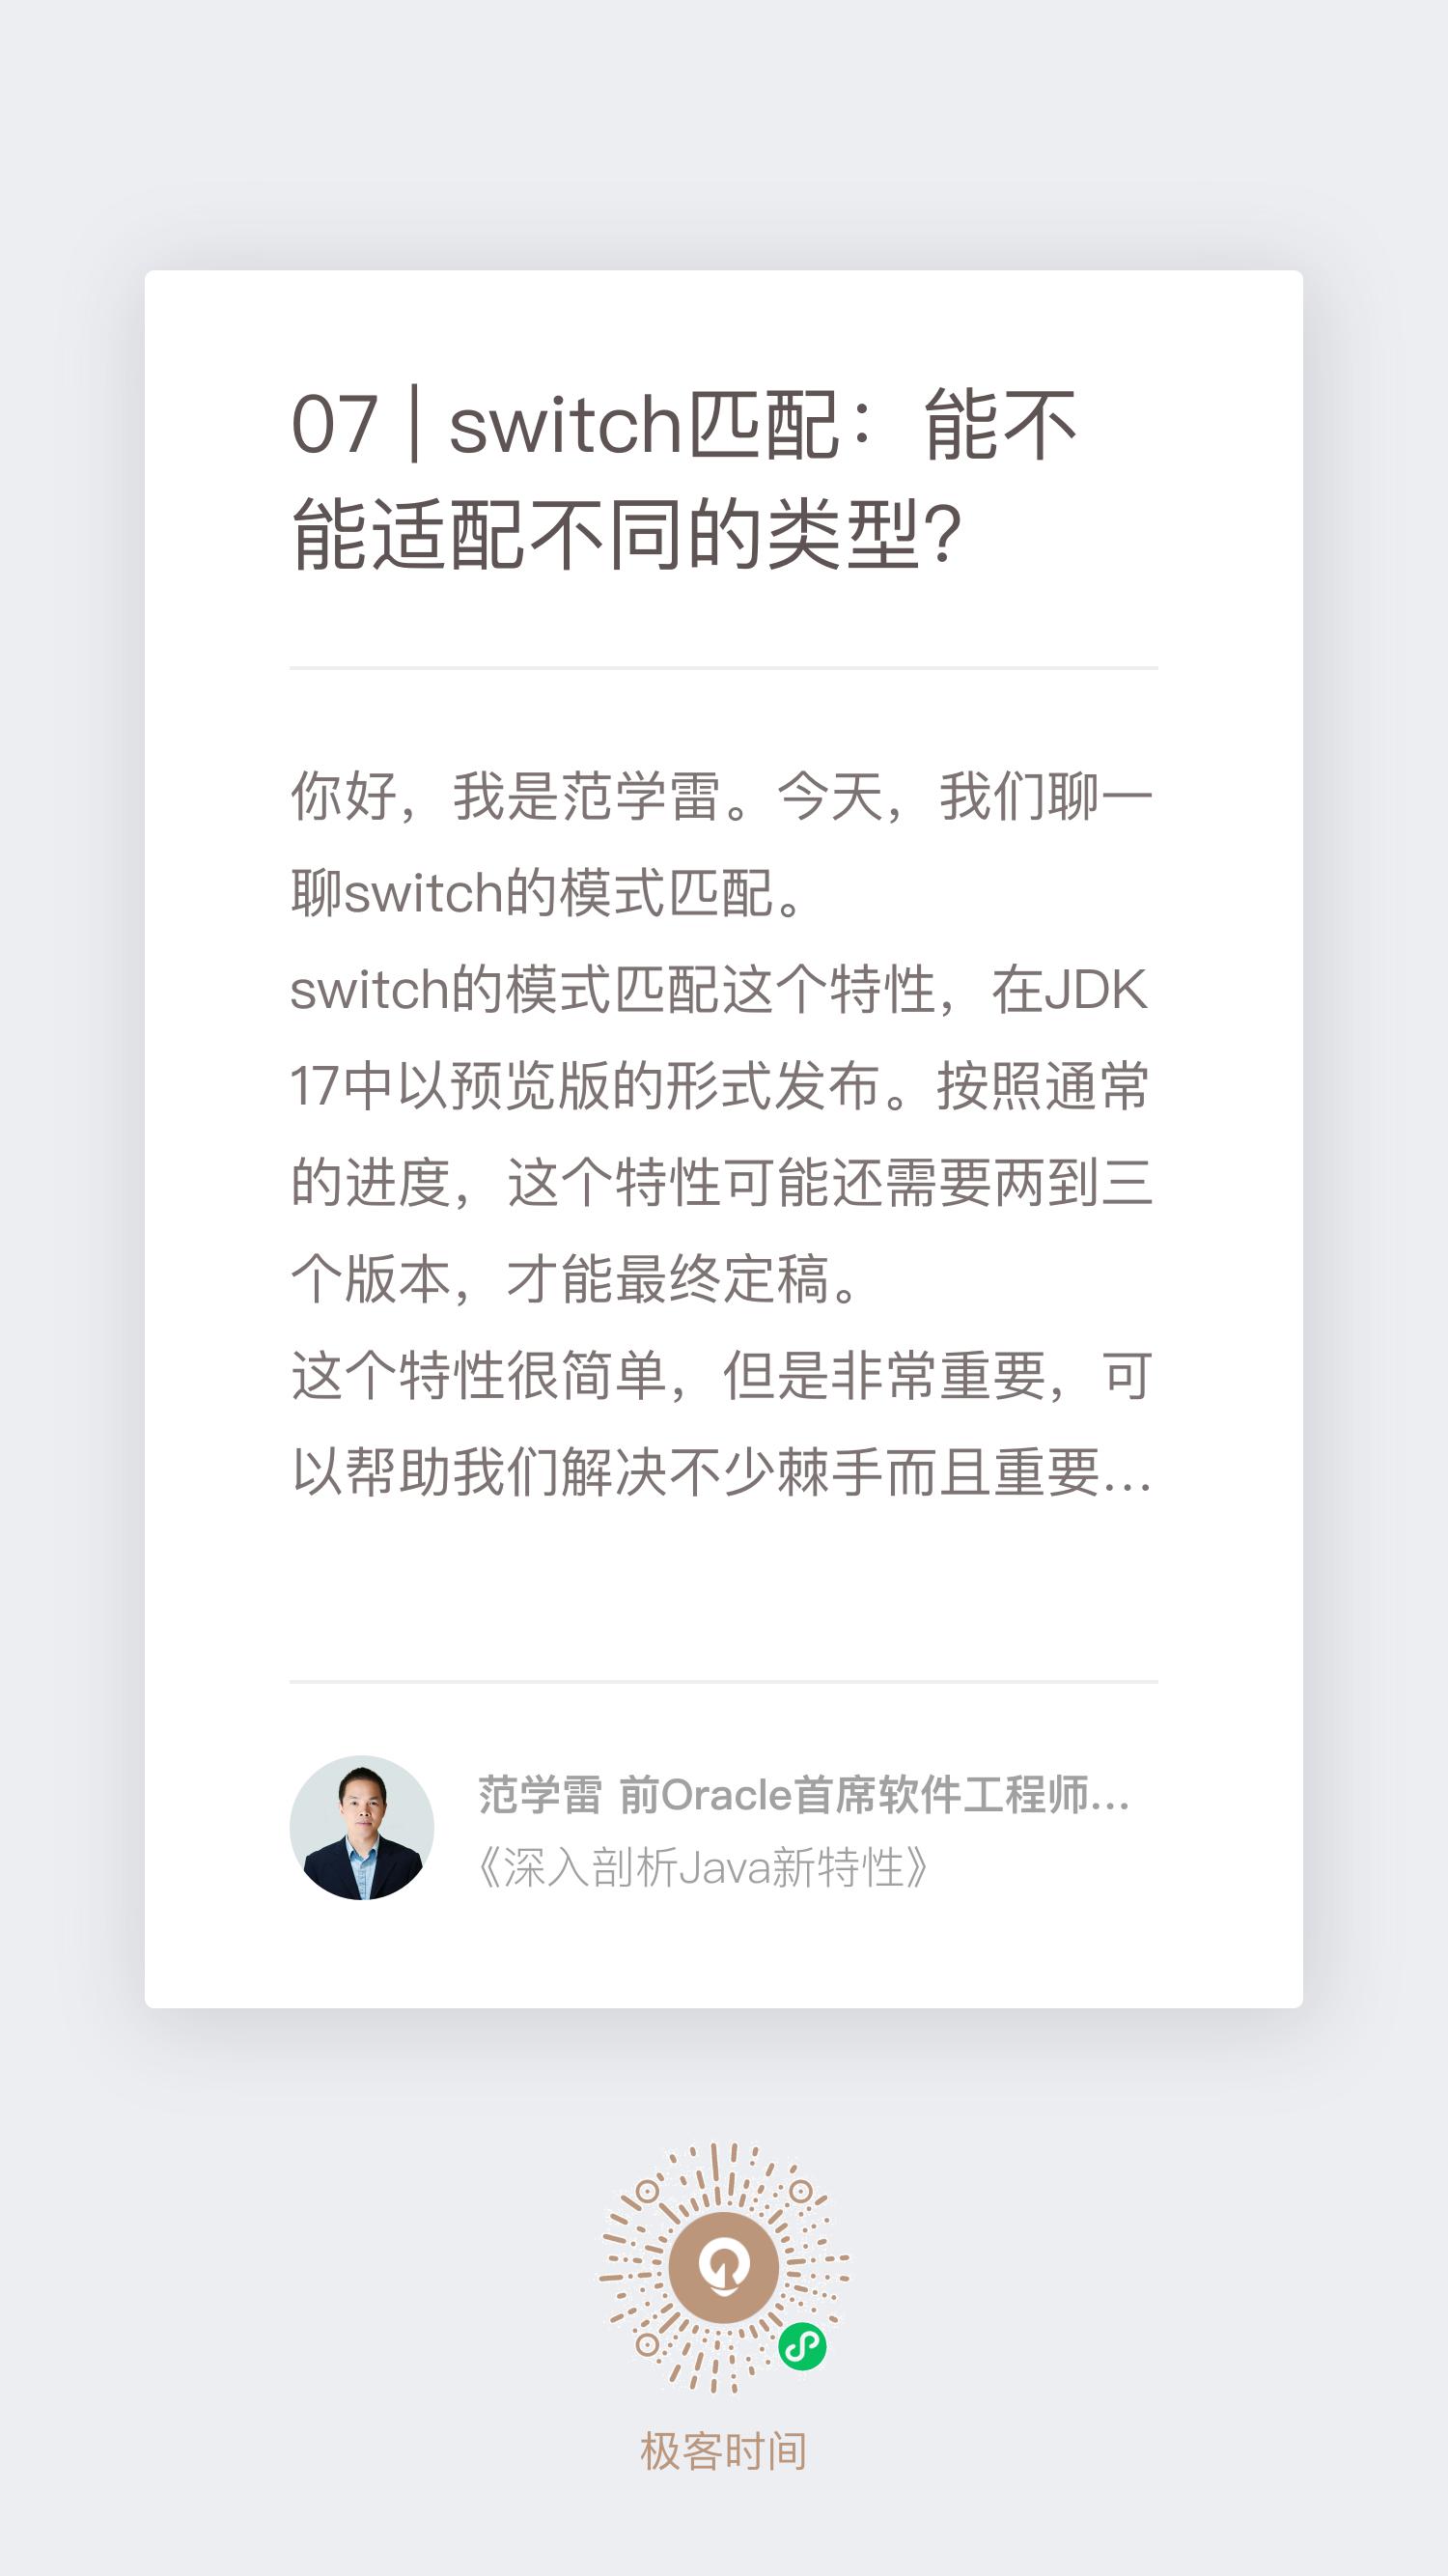 07 | switch匹配：能不
能适配不同的类型？
你好，我是范学雷。今天，我们聊一
聊switch的模式匹配。
switch的模式匹配这个特性，在JDK
17中以预览版的形式发布。按照通常
的进度，这个特性可能还需要两到三
个版本，才能最终定稿。
这个特性很简单，但是非常重要，可
以帮助我们解决不少棘手而且重要…
范学雷 前Oracle首席软件工程师…
《深入剖析Java新特性》
极客时间